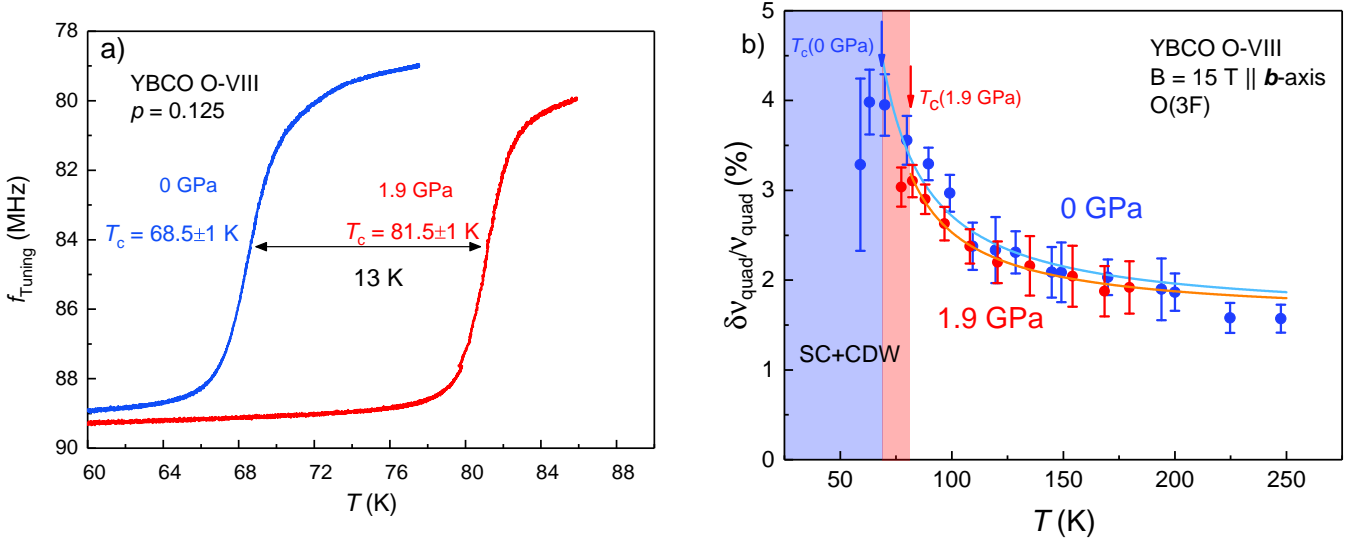 a)
YBCO O-VIII
p = 0.125
0 GPa
1.9 GPa
Tc = 68.5±1 K
Tc = 81.5±1 K
13 K
78
80
82
84
86
88
90
fTuning (MHz)
60
64
68
72
76
80
84
88
T (K)
b)
Tc(0 GPa)
YBCO O-VIII
B = 15 T || b-axis
O(3F)
TC(1.9 GPa)
0 GPa
1.9 GPa
SC+CDW
5
4
3
2
1
0
δνquad/νquad (%)
50
100
150
200
250
T (K)